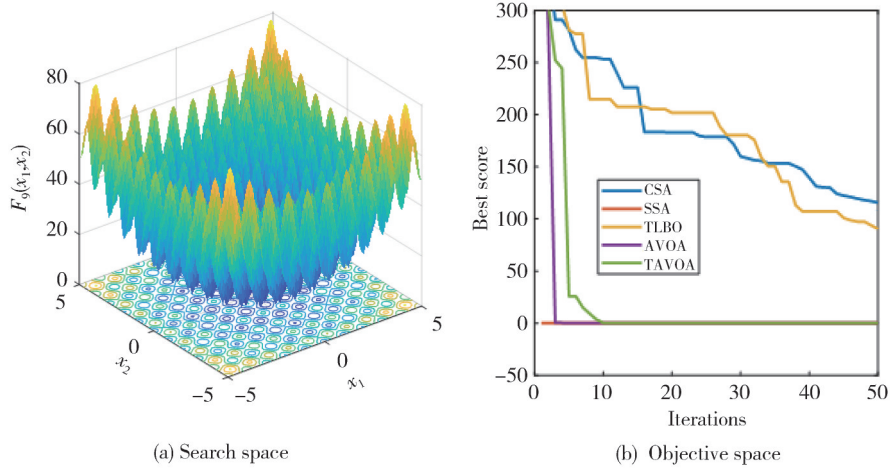 80
60
40
20
0
F₉(x₁,x₂)
5
0
−5
x₂
−5
0
5
x₁
(a) Search space
300
250
200
150
100
50
0
−50
Best score
CSA
SSA
TLBO
AVOA
TAVOA
0
10
20
30
40
50
Iterations
(b) Objective space